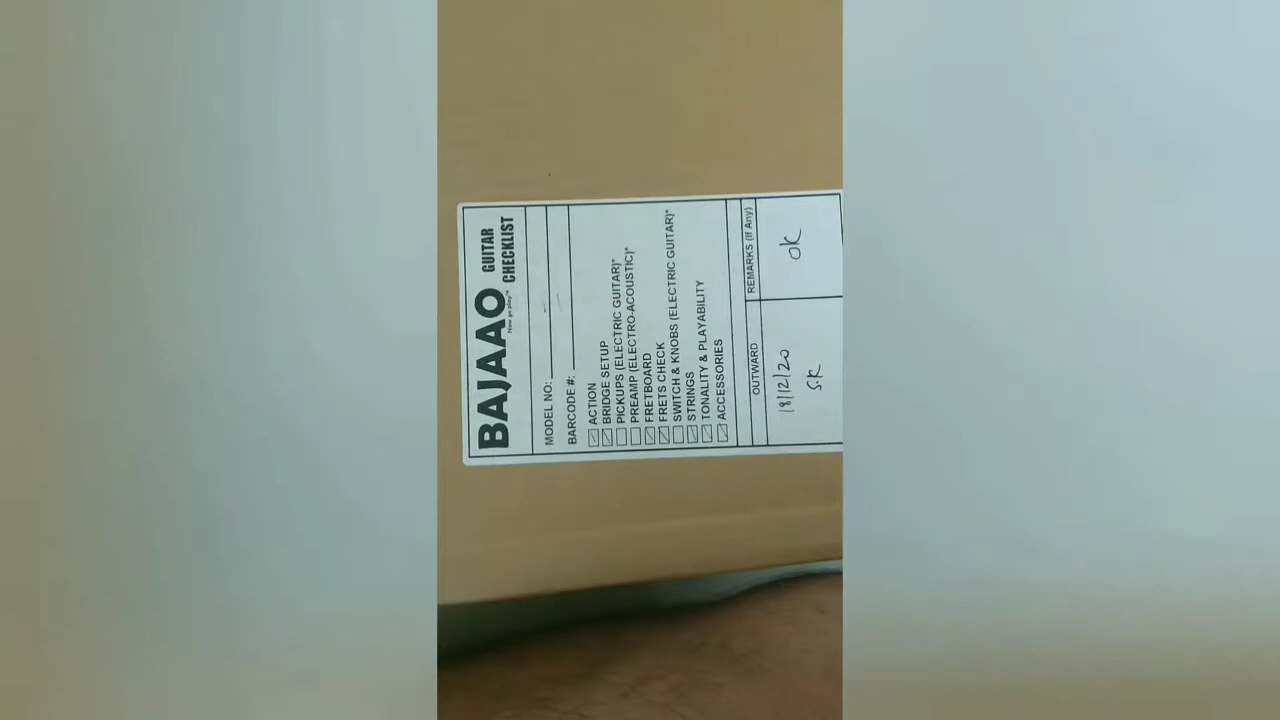 BAJAAO
Now go play.™
GUITAR
CHECKLIST
MODEL NO:
BARCODE #:
ACTION
BRIDGE SETUP
PICKUPS (ELECTRIC GUITAR)*
PREAMP (ELECTRO-ACOUSTIC)*
FRETBOARD
FRETS CHECK
SWITCH & KNOBS (ELECTRIC GUITAR)*
STRINGS
TONALITY & PLAYABILITY
ACCESSORIES
OUTWARD
REMARKS (If Any)
18/12/20
S.K
OK